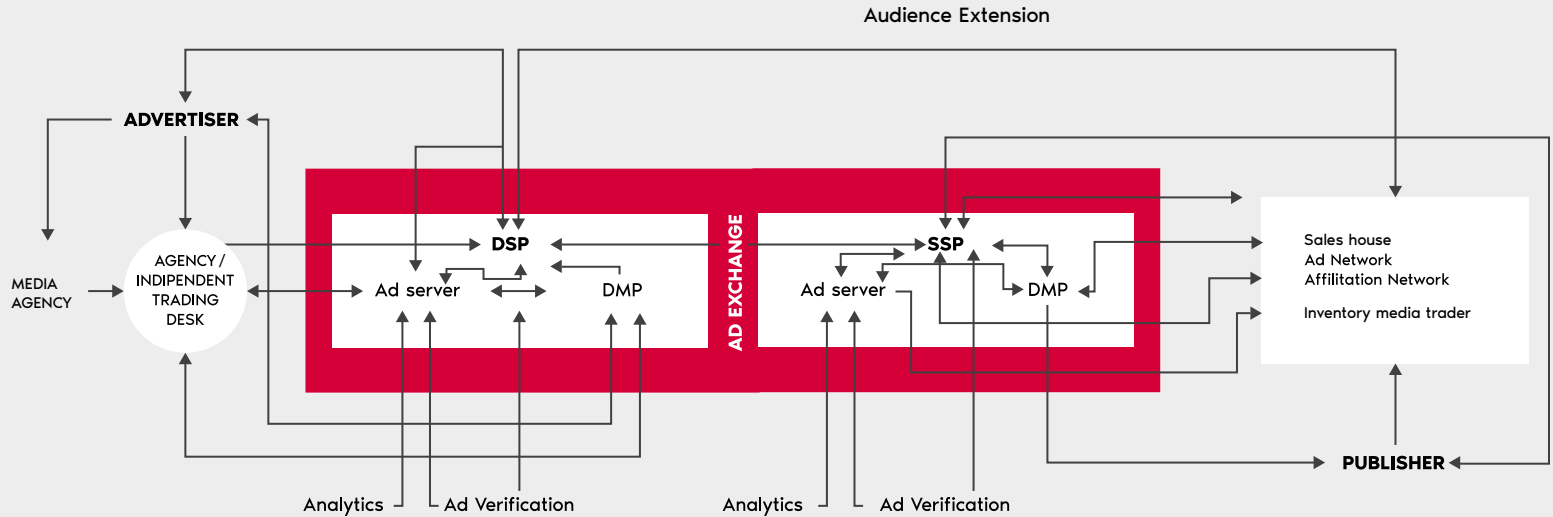 Audience Extension
ADVERTISER
MEDIA
AGENCY
AGENCY /
INDIPENDENT
TRADING
DESK
DSP
Ad server
DMP
AD EXCHANGE
SSP
Ad server
DMP
Sales house
Ad Network
Affilitation Network
Inventory media trader
PUBLISHER
Analytics
Ad Verification
Analytics
Ad Verification